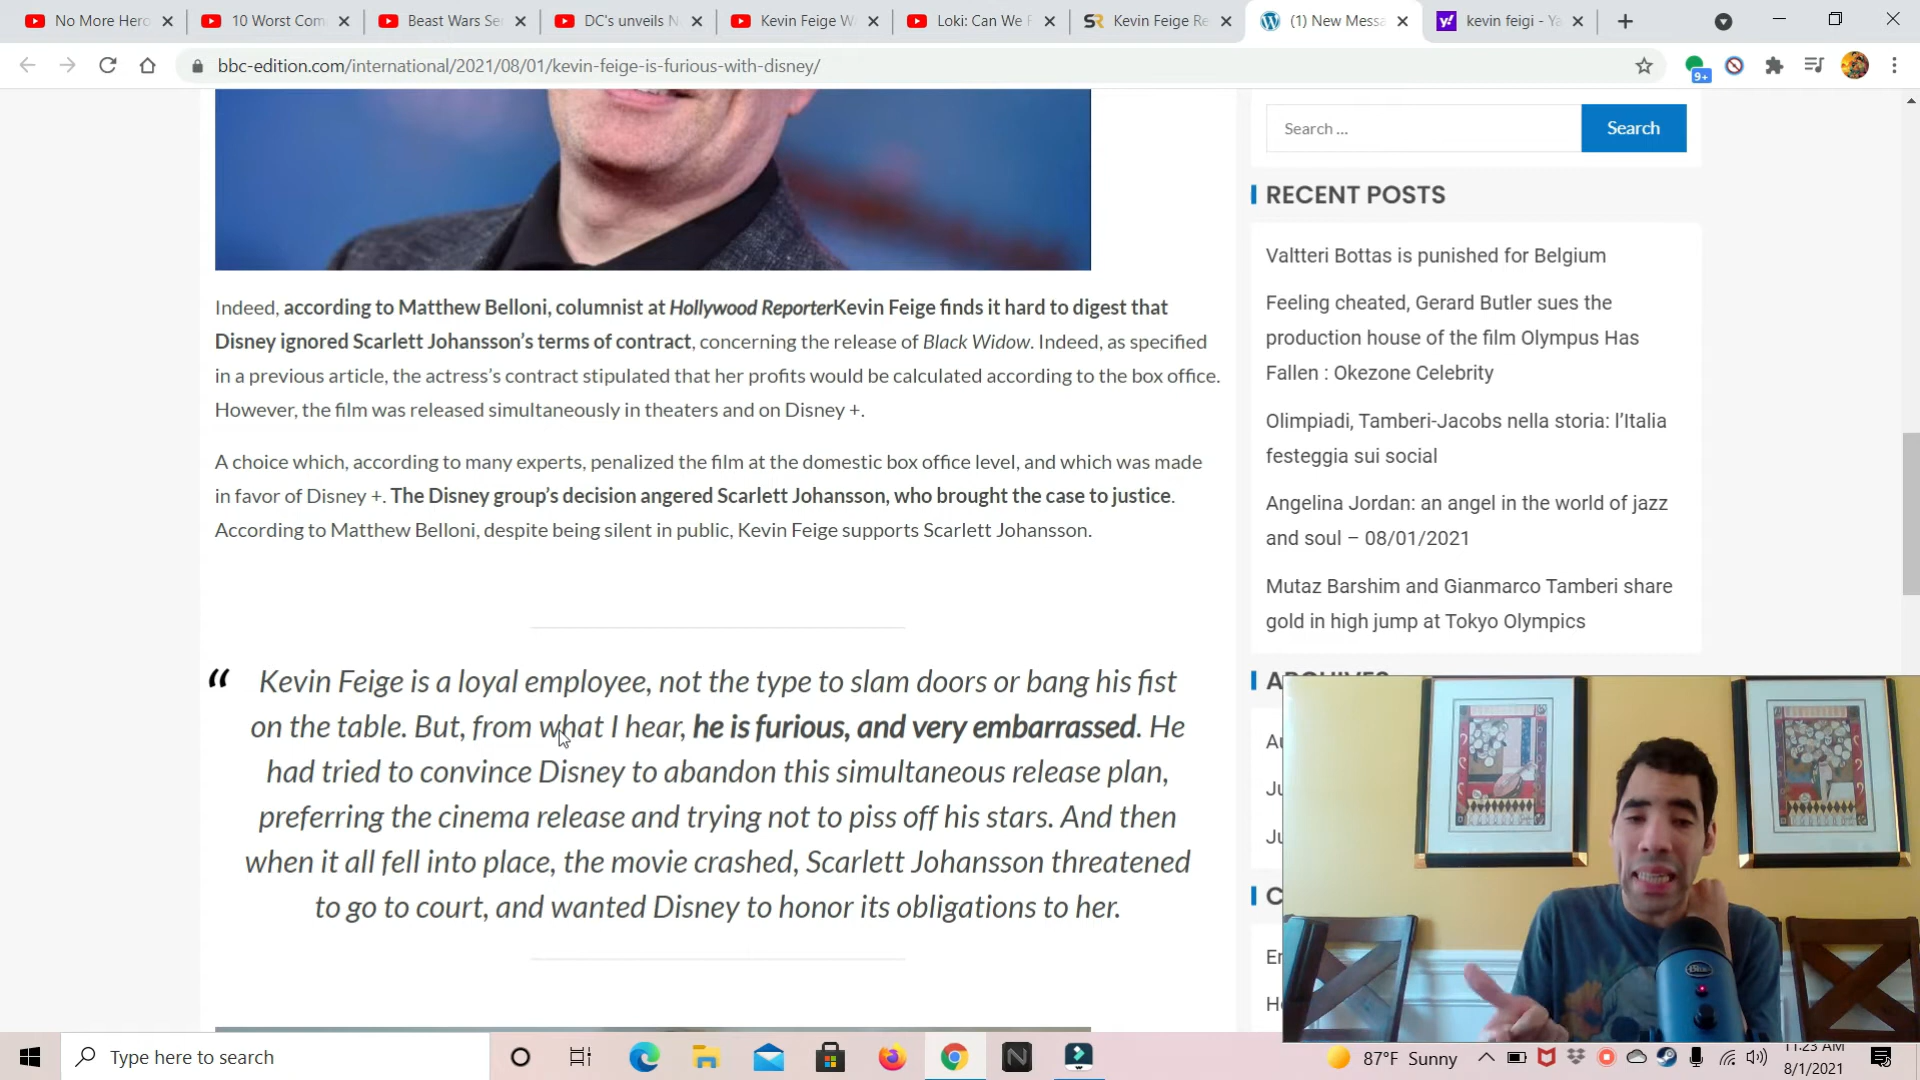 No More Hero
10 Worst Com
Beast Wars Se
DC's unveils N
Kevin Feige W
Loki: Can We F
SR Kevin Feige Re
(1) New Messa
y! kevin feigi - Ya
bbc-edition.com/international/2021/08/01/kevin-feige-is-furious-with-disney/
9+
Search ...
Search
RECENT POSTS
Valtteri Bottas is punished for Belgium
Feeling cheated, Gerard Butler sues the
production house of the film Olympus Has
Fallen : Okezone Celebrity
Olimpiadi, Tamberi-Jacobs nella storia: l'Italia
festeggia sui social
Angelina Jordan: an angel in the world of jazz
and soul – 08/01/2021
Mutaz Barshim and Gianmarco Tamberi share
gold in high jump at Tokyo Olympics
ARCHIVES
Au
Ju
Ju
C
En
He
Indeed, according to Matthew Belloni, columnist at Hollywood ReporterKevin Feige finds it hard to digest that
Disney ignored Scarlett Johansson's terms of contract, concerning the release of Black Widow. Indeed, as specified
in a previous article, the actress's contract stipulated that her profits would be calculated according to the box office.
However, the film was released simultaneously in theaters and on Disney +.
A choice which, according to many experts, penalized the film at the domestic box office level, and which was made
in favor of Disney +. The Disney group's decision angered Scarlett Johansson, who brought the case to justice.
According to Matthew Belloni, despite being silent in public, Kevin Feige supports Scarlett Johansson.
“ Kevin Feige is a loyal employee, not the type to slam doors or bang his fist
on the table. But, from what I hear, he is furious, and very embarrassed. He
had tried to convince Disney to abandon this simultaneous release plan,
preferring the cinema release and trying not to piss off his stars. And then
when it all fell into place, the movie crashed, Scarlett Johansson threatened
to go to court, and wanted Disney to honor its obligations to her.
Type here to search
87°F Sunny
11:23 AM
8/1/2021